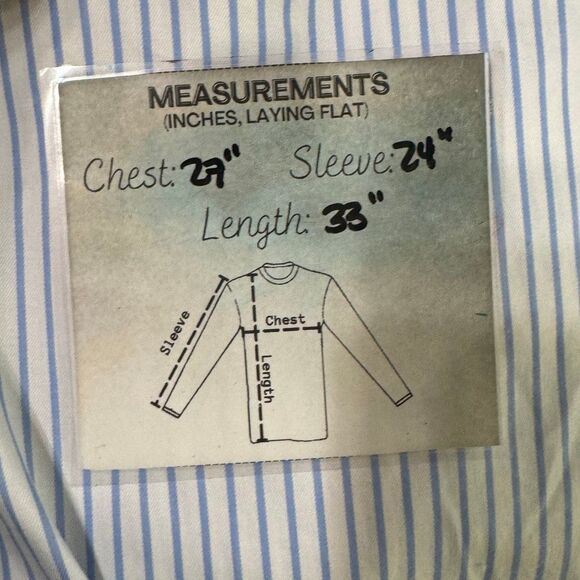 MEASUREMENTS
(INCHES, LAYING FLAT)
Chest: 27" Sleeve: 24"
Length: 33"
Sleeve
Chest
Length